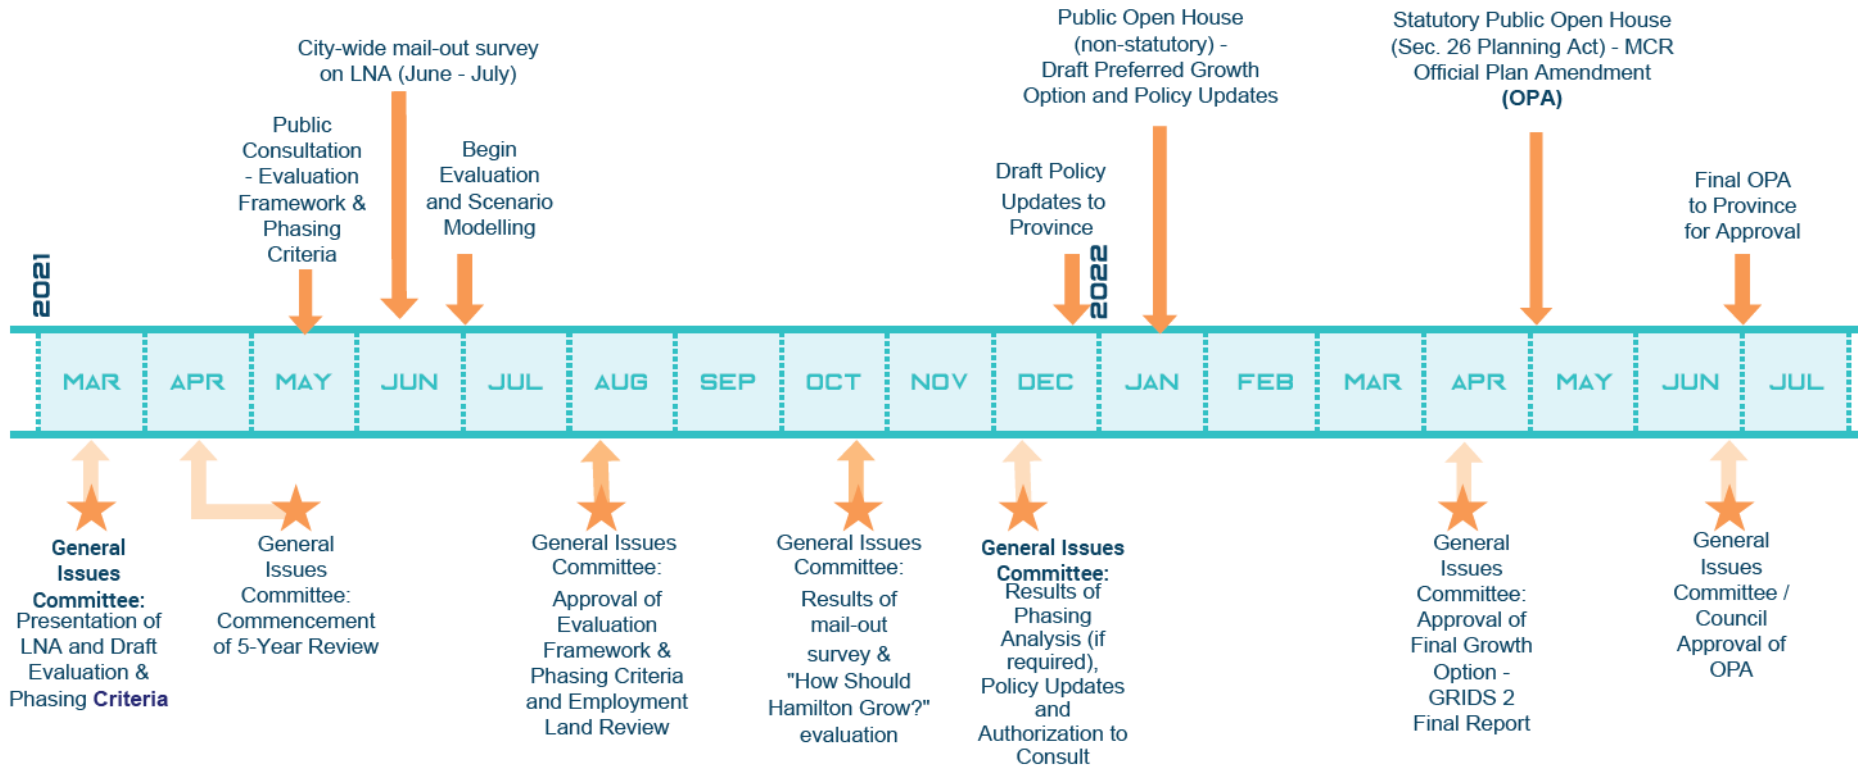 City-wide mail-out survey
on LNA (June - July)
Public
Consultation
- Evaluation
Framework &
Phasing
Criteria
Begin
Evaluation
and Scenario
Modelling
Draft Policy
Updates to
Province
Public Open House
(non-statutory) -
Draft Preferred Growth
Option and Policy Updates
Statutory Public Open House
(Sec. 26 Planning Act) - MCR
Official Plan Amendment
(OPA)
Final OPA
to Province
for Approval
2021
2022
MAR APR MAY JUN JUL AUG SEP OCT NOV DEC JAN FEB MAR APR MAY JUN JUL
General
Issues
Committee:
Presentation of
LNA and Draft
Evaluation &
Phasing Criteria
General
Issues
Committee:
Commencement
of 5-Year Review
General Issues
Committee:
Approval of
Evaluation
Framework &
Phasing Criteria
and Employment
Land Review
General Issues
Committee:
Results of
mail-out
survey &
"How Should
Hamilton Grow?"
evaluation
General Issues
Committee:
Results of
Phasing
Analysis (if
required),
Policy Updates
and
Authorization to
Consult
General
Issues
Committee:
Approval of
Final Growth
Option -
GRIDS 2
Final Report
General
Issues
Committee /
Council
Approval of
OPA